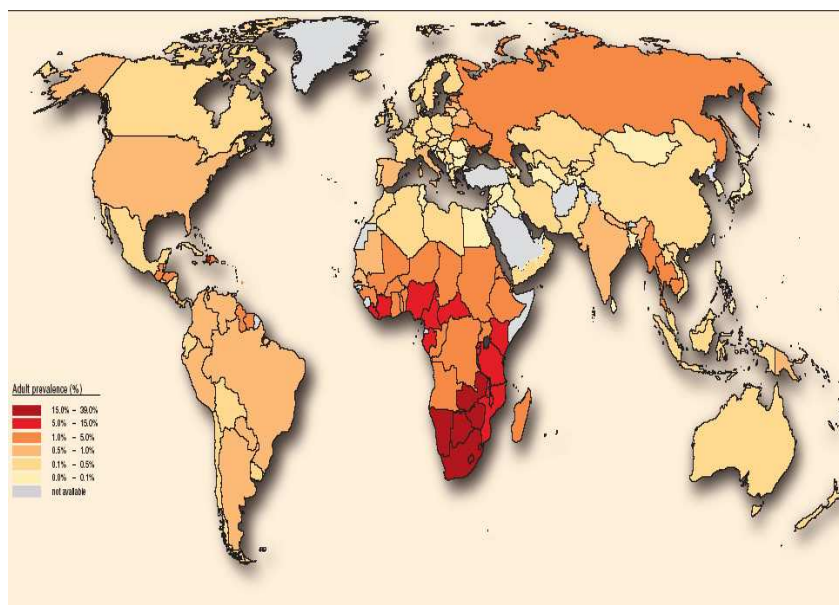 Adult prevalence (%)
15.0% – 39.0%
5.0% – 15.0%
1.0% – 5.0%
0.5% – 1.0%
0.1% – 0.5%
0.0% – 0.1%
not available